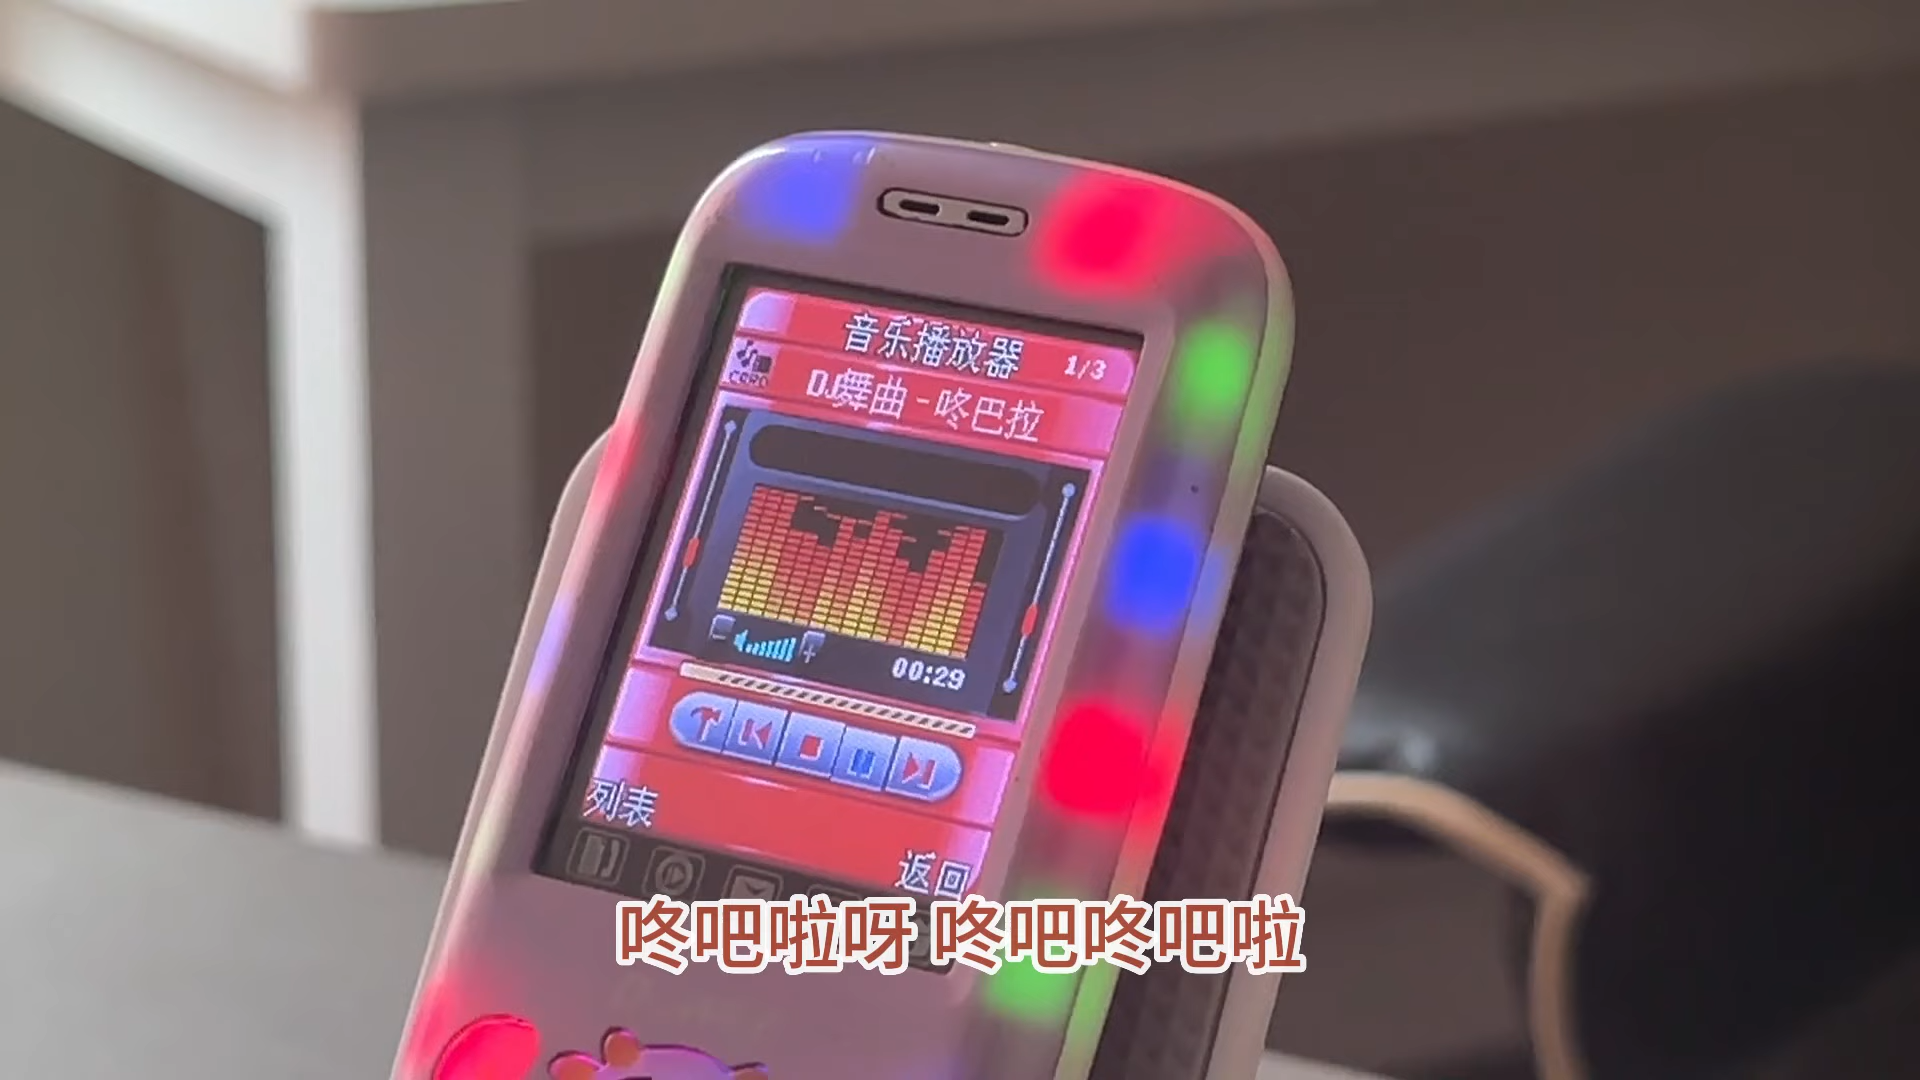 音乐播放器 1/3
DJ舞曲-咚巴拉
00:29
列表
返回
咚吧啦呀 咚吧咚吧啦